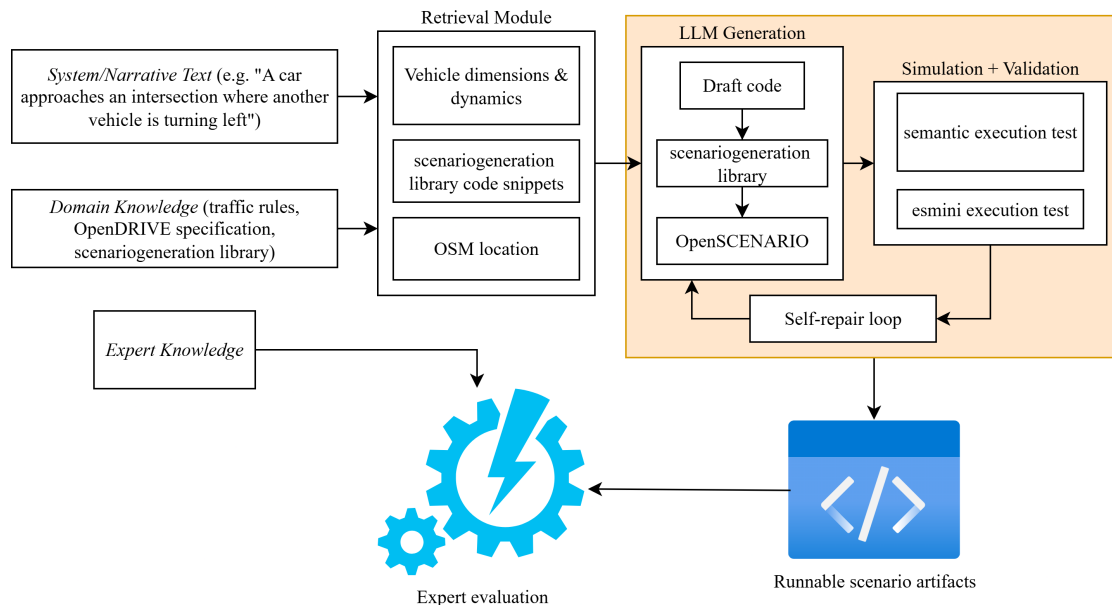 Retrieval Module
System/Narrative Text (e.g. "A car
approaches an intersection where another
vehicle is turning left")
Domain Knowledge (traffic rules,
OpenDRIVE specification,
scenariogeneration library)
Vehicle dimensions &
dynamics
scenariogeneration
library code snippets
OSM location
LLM Generation
Draft code
scenariogeneration
library
OpenSCENARIO
Simulation + Validation
semantic execution test
esmini execution test
Self-repair loop
Expert Knowledge
Expert evaluation
</>
Runnable scenario artifacts